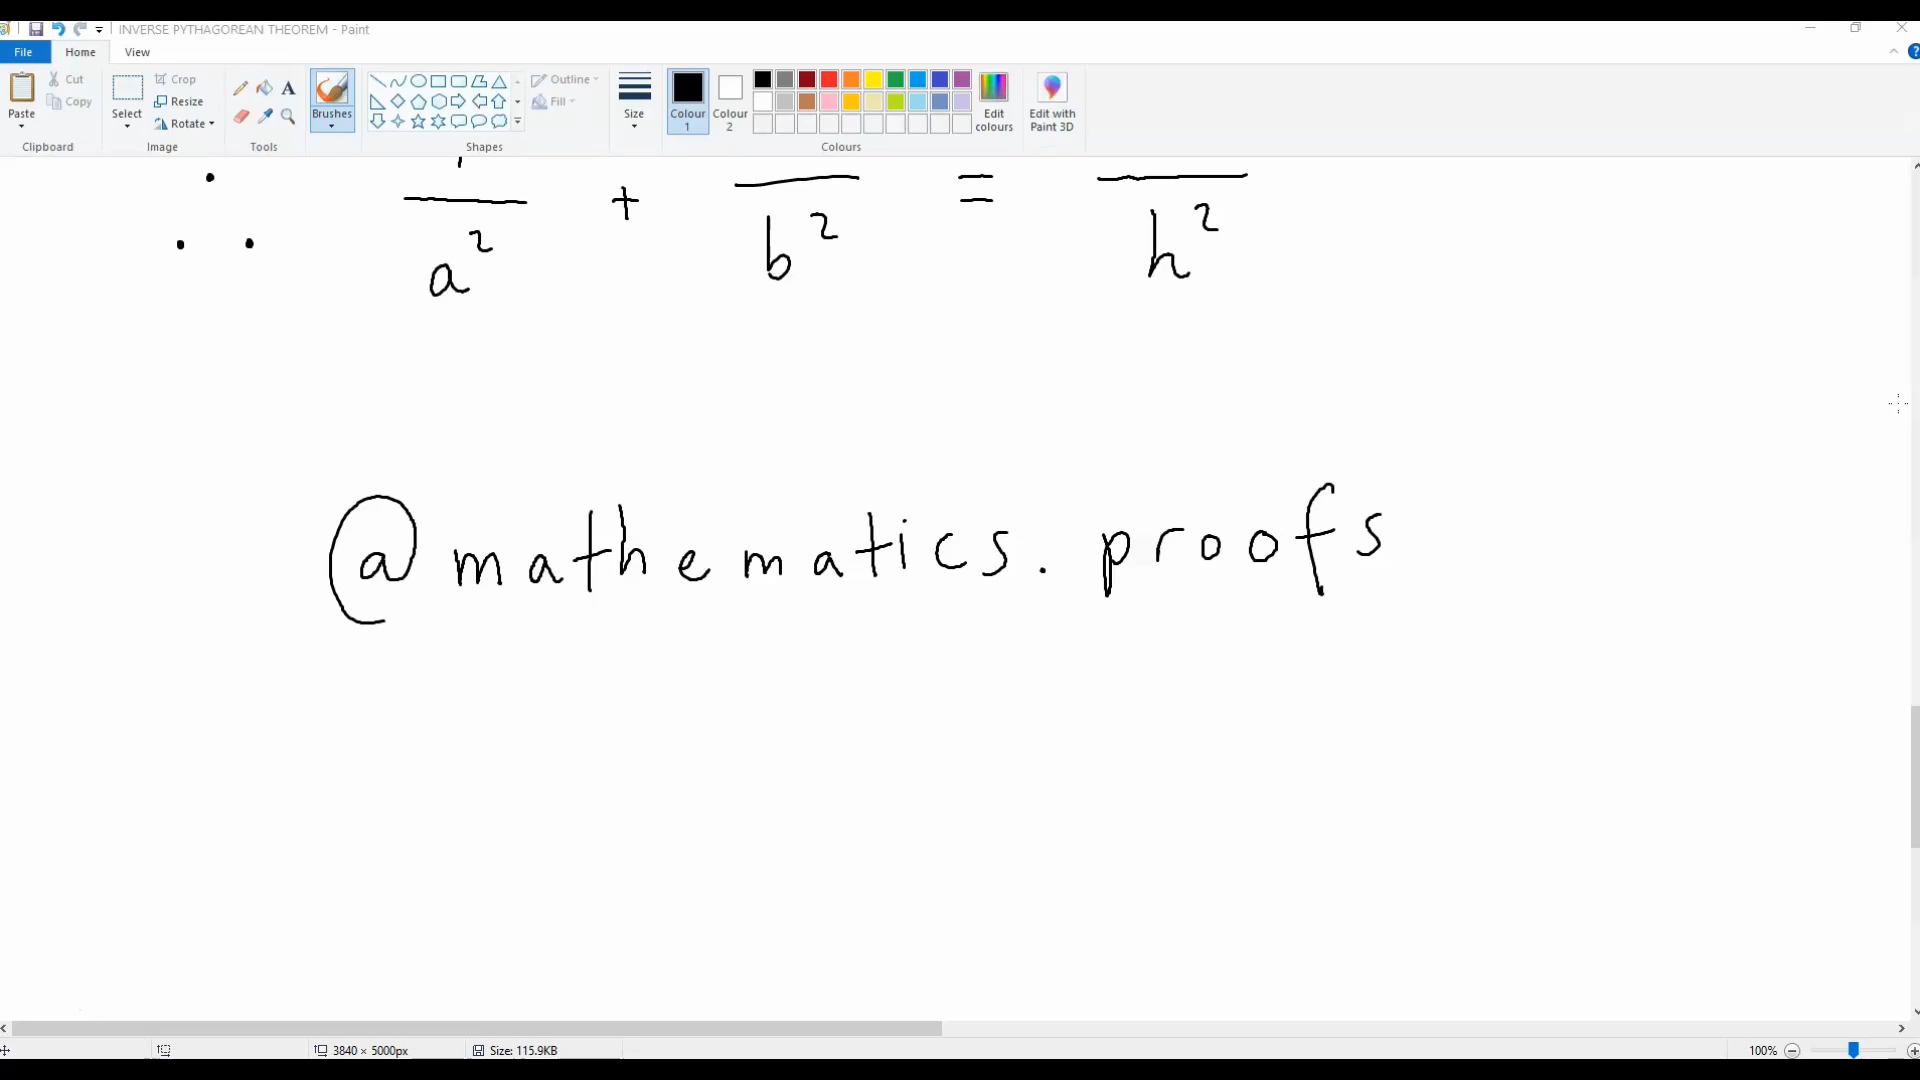 INVERSE PYTHAGOREAN THEOREM - Paint
File Home View
Paste
Cut
Copy
Clipboard
Select
Crop
Resize
Rotate
Image
Tools
Brushes
Shapes
Outline
Fill
Size
Colour 1
Colour 2
Edit colours
Edit with Paint 3D
Colours
∴ a² + b² = h²
@mathematics.proofs
3840 × 5000px
Size: 115.9KB
100%